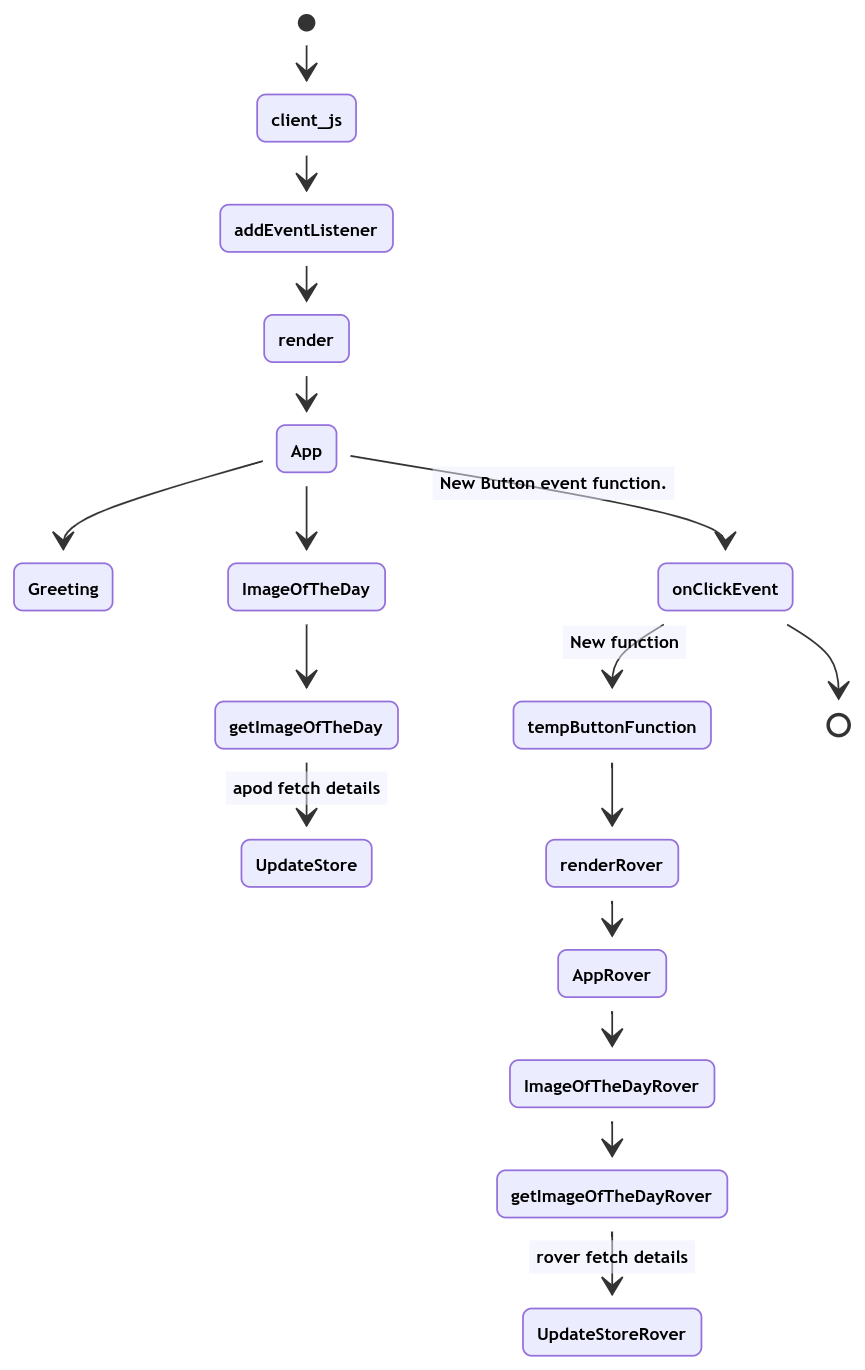 client_js
addEventListener
render
App
New Button event function.
Greeting
ImageOfTheDay
onClickEvent
New function
getImageOfTheDay
tempButtonFunction
apod fetch details
UpdateStore
renderRover
AppRover
ImageOfTheDayRover
getImageOfTheDayRover
rover fetch details
UpdateStoreRover